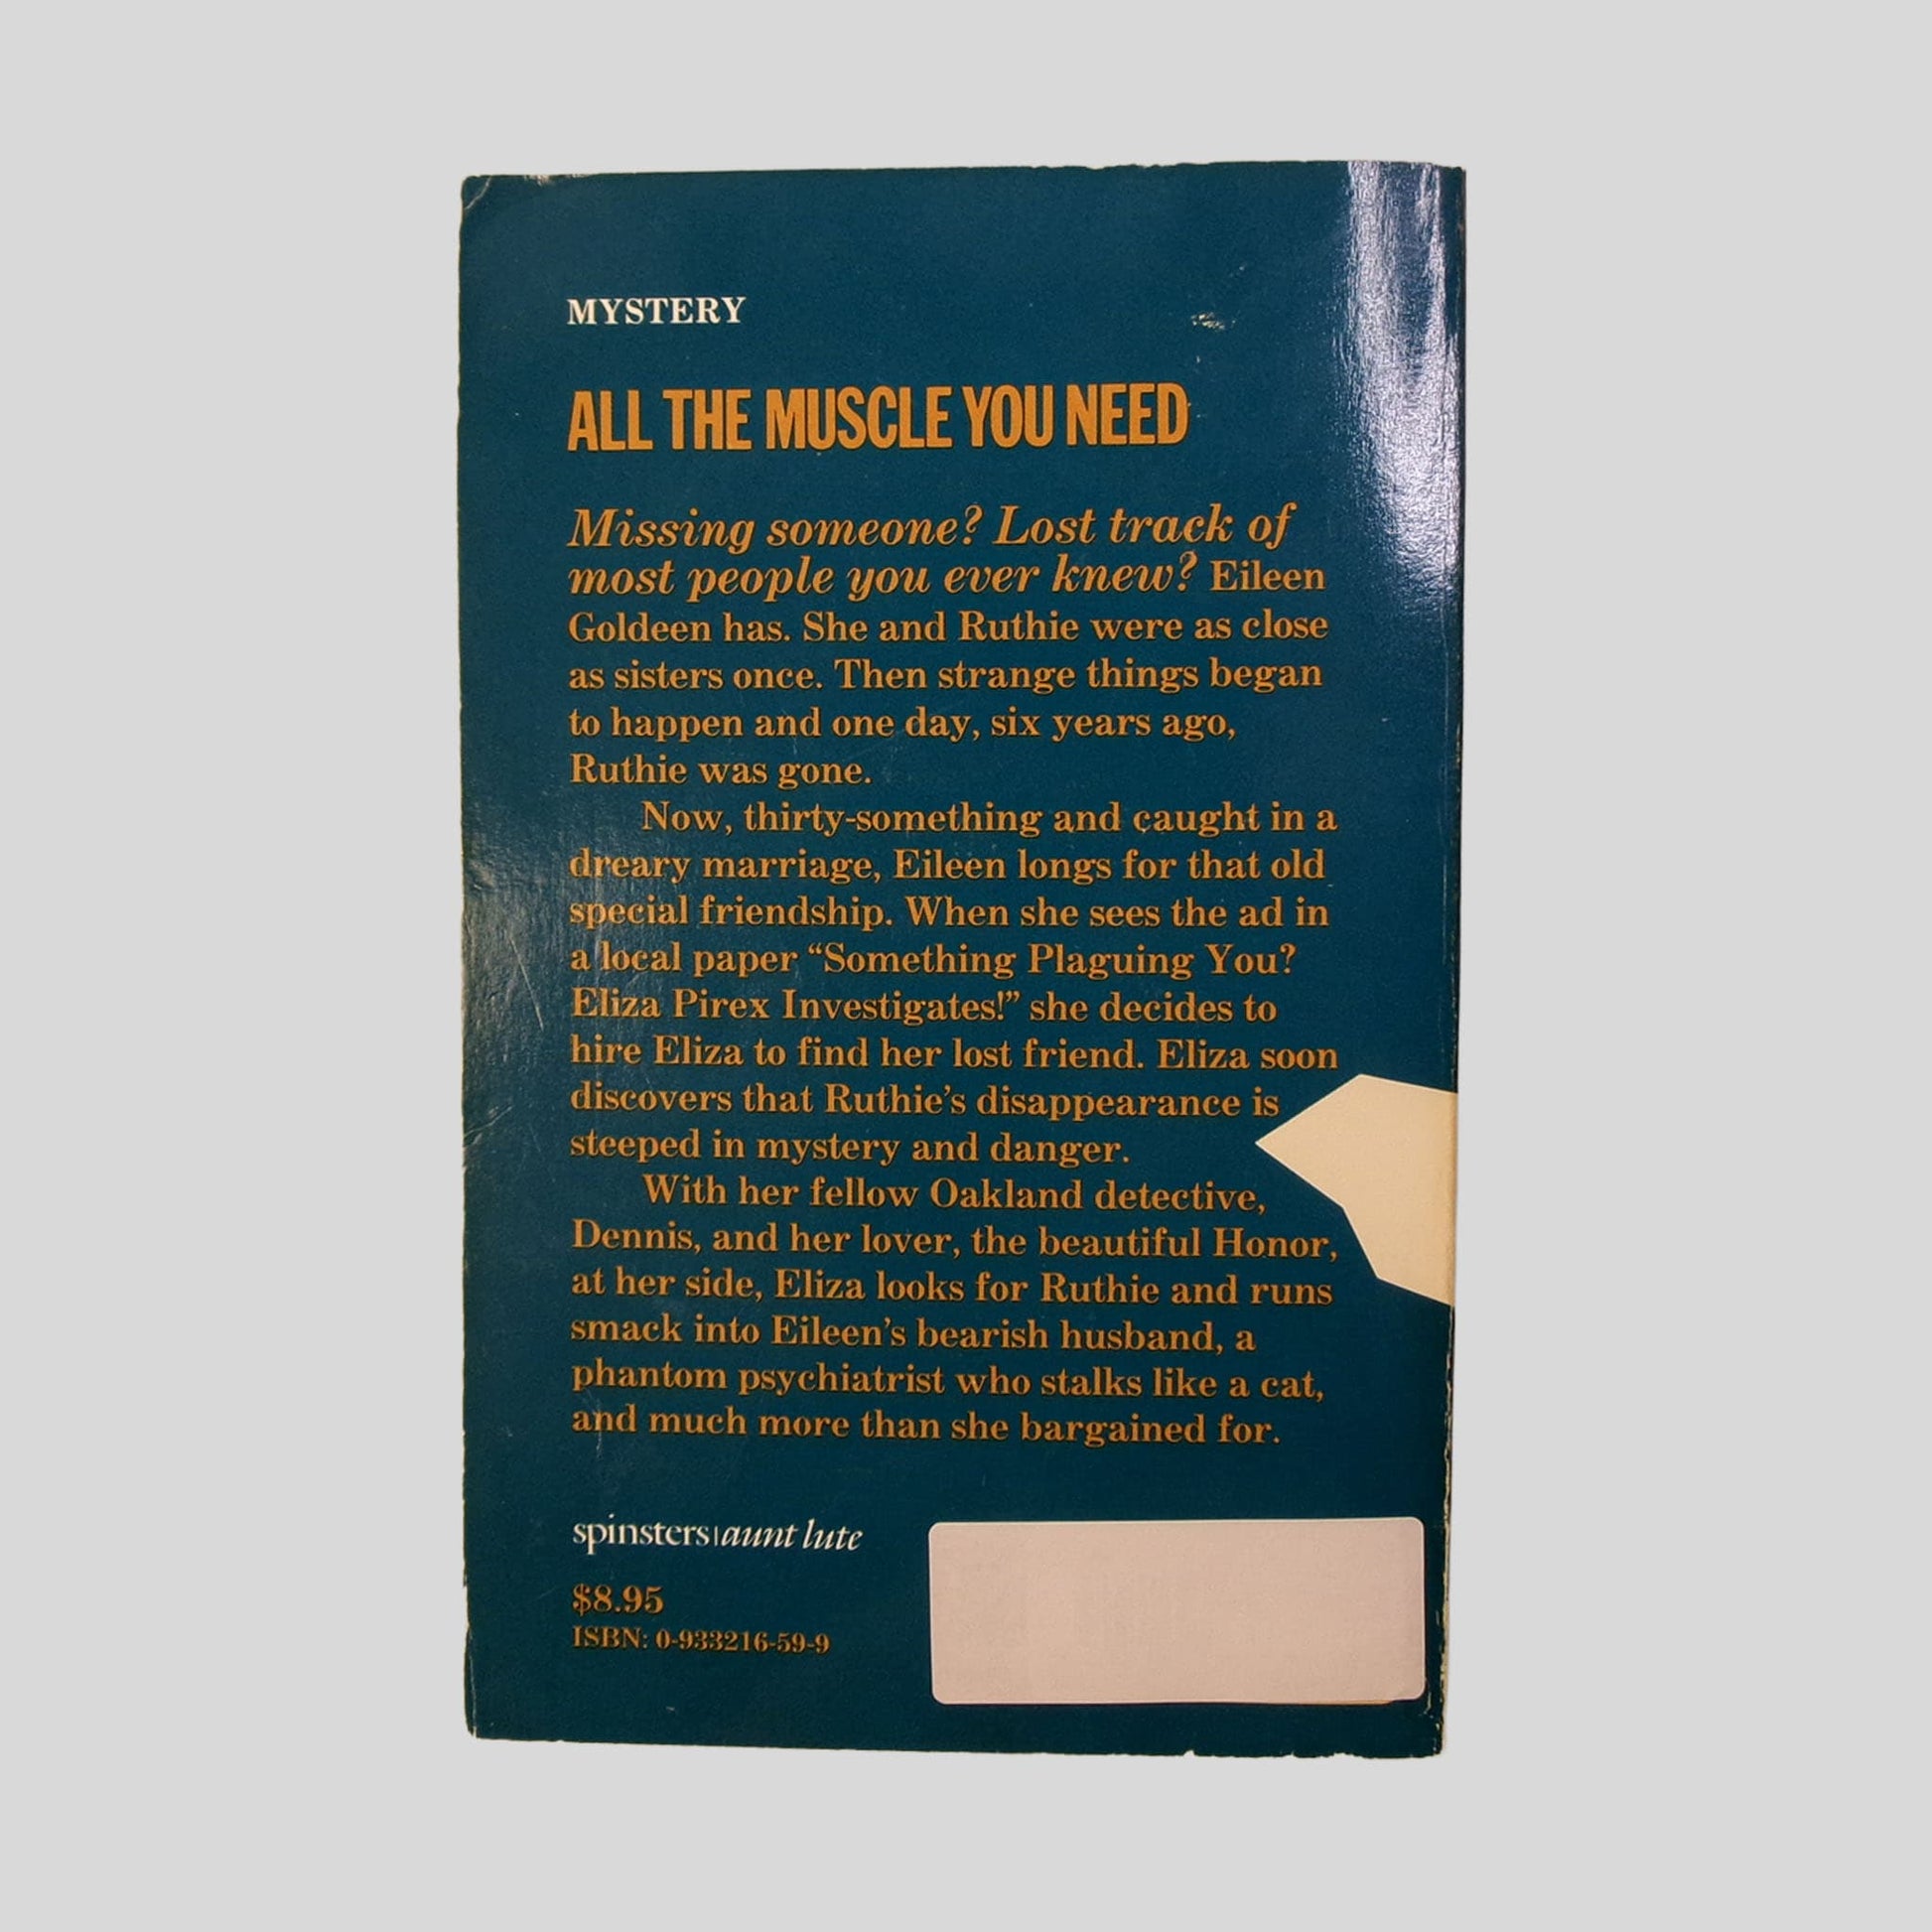 MYSTERY
ALL THE MUSCLE YOU NEED
Missing someone? Lost track of
most people you ever knew? Eileen
Goldeen has. She and Ruthie were as close
as sisters once. Then strange things began
to happen and one day, six years ago,
Ruthie was gone.
Now, thirty-something and caught in a
dreary marriage, Eileen longs for that old
special friendship. When she sees the ad in
a local paper “Something Plaguing You?
Eliza Pirex Investigates!” she decides to
hire Eliza to find her lost friend. Eliza soon
discovers that Ruthie’s disappearance is
steeped in mystery and danger.
With her fellow Oakland detective,
Dennis, and her lover, the beautiful Honor,
at her side, Eliza looks for Ruthie and runs
smack into Eileen’s bearish husband, a
phantom psychiatrist who stalks like a cat,
and much more than she bargained for.
spinsters|aunt lute
$8.95
ISBN: 0-933216-59-9